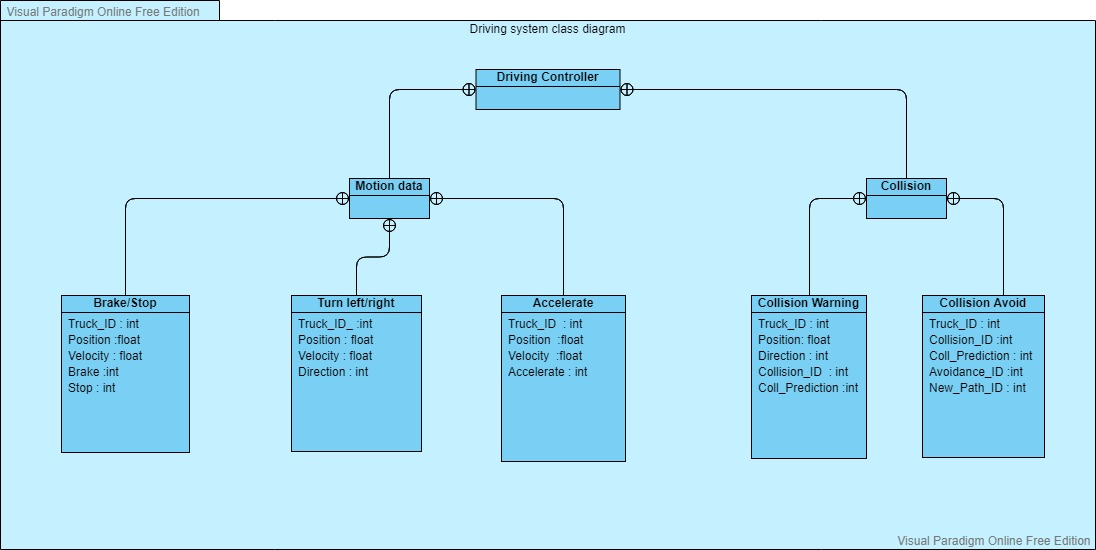 Visual Paradigm Online Free Edition
Driving system class diagram
Driving Controller
Motion data
Collision
Brake/Stop
Truck_ID : int
Position :float
Velocity : float
Brake :int
Stop : int
Turn left/right
Truck_ID_ :int
Position : float
Velocity : float
Direction : int
Accelerate
Truck_ID : int
Position :float
Velocity :float
Accelerate : int
Collision Warning
Truck_ID : int
Position: float
Direction : int
Collision_ID : int
Coll_Prediction :int
Collision Avoid
Truck_ID : int
Collision_ID :int
Coll_Prediction : int
Avoidance_ID :int
New_Path_ID : int
Visual Paradigm Online Free Edition